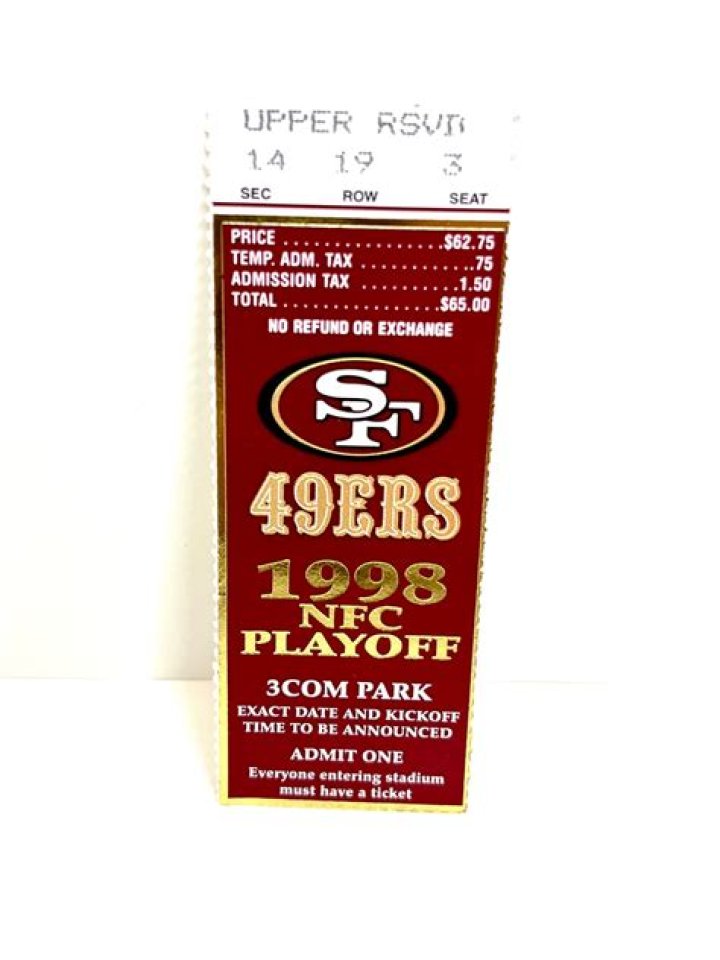 UPPER RSVD
14 19 3
SEC ROW SEAT
PRICE ..................$62.75
TEMP. ADM. TAX .............75
ADMISSION TAX ..........1.50
TOTAL ..................$65.00
NO REFUND OR EXCHANGE
SF
49ERS
1998
NFC
PLAYOFF
3COM PARK
EXACT DATE AND KICKOFF
TIME TO BE ANNOUNCED
ADMIT ONE
Everyone entering stadium
must have a ticket